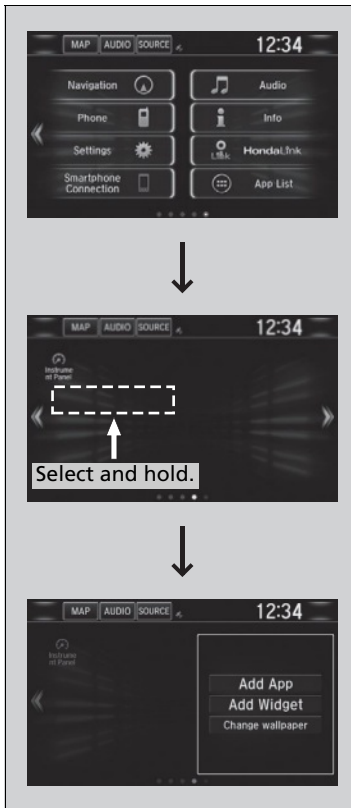 MAP AUDIO SOURCE 12:34
Navigation Audio
Phone Info
Settings Link HondaLink
Smartphone
Connection App List
MAP AUDIO SOURCE 12:34
Instrume
nt Panel
Select and hold.
MAP AUDIO SOURCE 12:34
Instrume
nt Panel
Add App
Add Widget
Change wallpaper